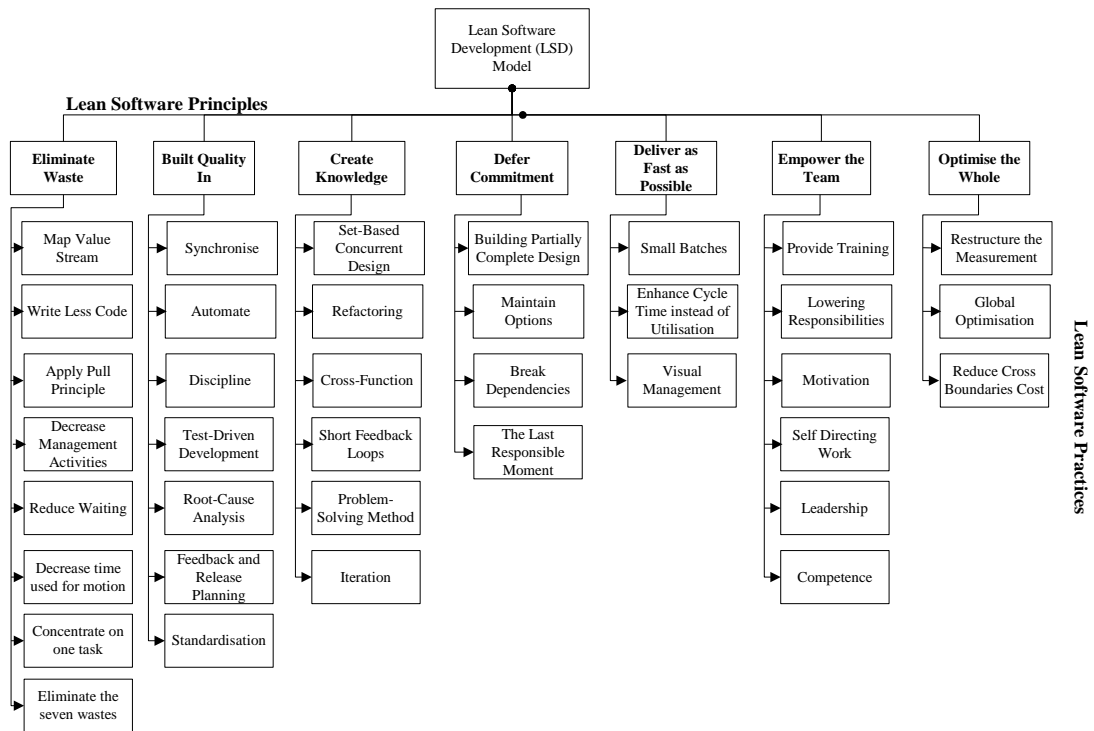 Lean Software
Development (LSD)
Model
Lean Software Principles
Eliminate
Waste
Built Quality
In
Create
Knowledge
Defer
Commitment
Deliver as
Fast as
Possible
Empower the
Team
Optimise the
Whole
Map Value
Stream
Write Less Code
Apply Pull
Principle
Decrease
Management
Activities
Reduce Waiting
Decrease time
used for motion
Concentrate on
one task
Eliminate the
seven wastes
Synchronise
Automate
Discipline
Test-Driven
Development
Root-Cause
Analysis
Feedback and
Release
Planning
Standardisation
Set-Based
Concurrent
Design
Refactoring
Cross-Function
Short Feedback
Loops
Problem-
Solving Method
Iteration
Building Partially
Complete Design
Maintain
Options
Break
Dependencies
The Last
Responsible
Moment
Small Batches
Enhance Cycle
Time instead of
Utilisation
Visual
Management
Provide Training
Lowering
Responsibilities
Motivation
Self Directing
Work
Leadership
Competence
Restructure the
Measurement
Global
Optimisation
Reduce Cross
Boundaries Cost
Lean Software Practices